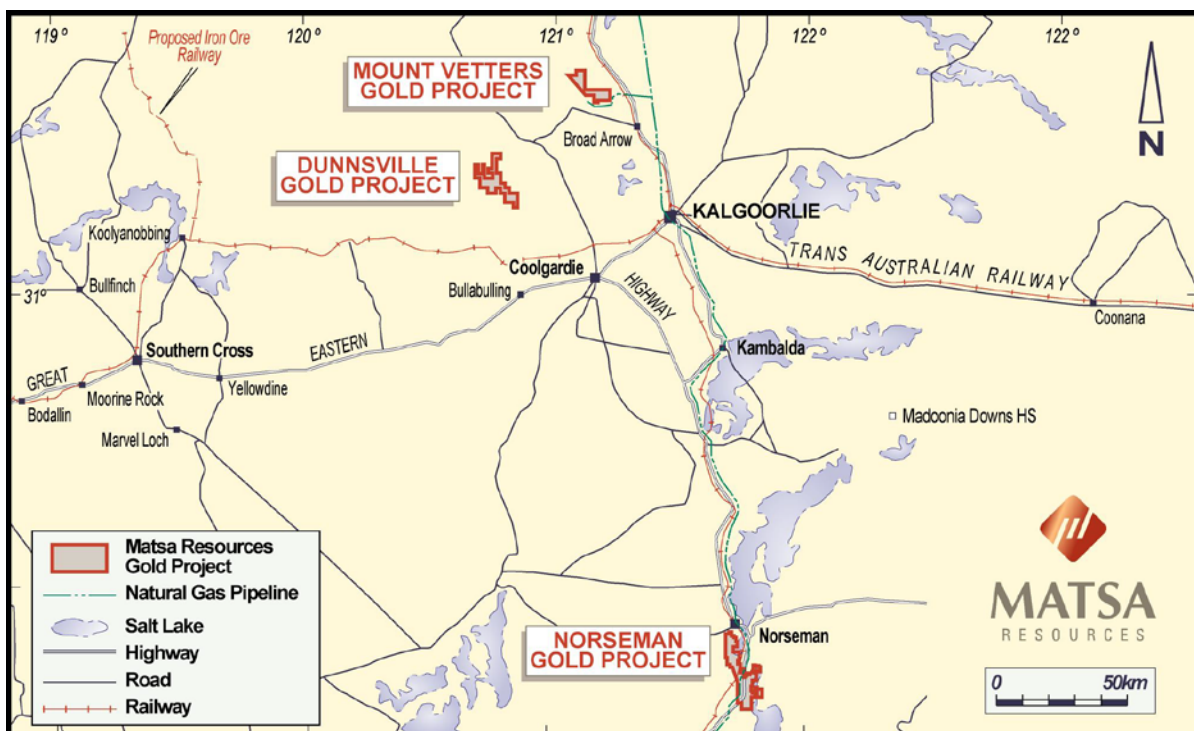 119°
120°
121°
122°
122°
Proposed Iron Ore
Railway
MOUNT VETTERS
GOLD PROJECT
Broad Arrow
N
DUNNSVILLE
GOLD PROJECT
KALGOORLIE
Koolyanobbing
TRANS AUSTRALIAN RAILWAY
Coolgardie
Bullfinch
Bullabulling
HIGHWAY
31°
Coonana
Southern Cross
EASTERN
Kambalda
GREAT
Yellowdine
Moorine Rock
Bodallin
Madoonia Downs HS
Marvel Loch
Matsa Resources
Gold Project
Natural Gas Pipeline
Salt Lake
Highway
Road
Railway
NORSEMAN
GOLD PROJECT
Norseman
MATSA
RESOURCES
0 50km